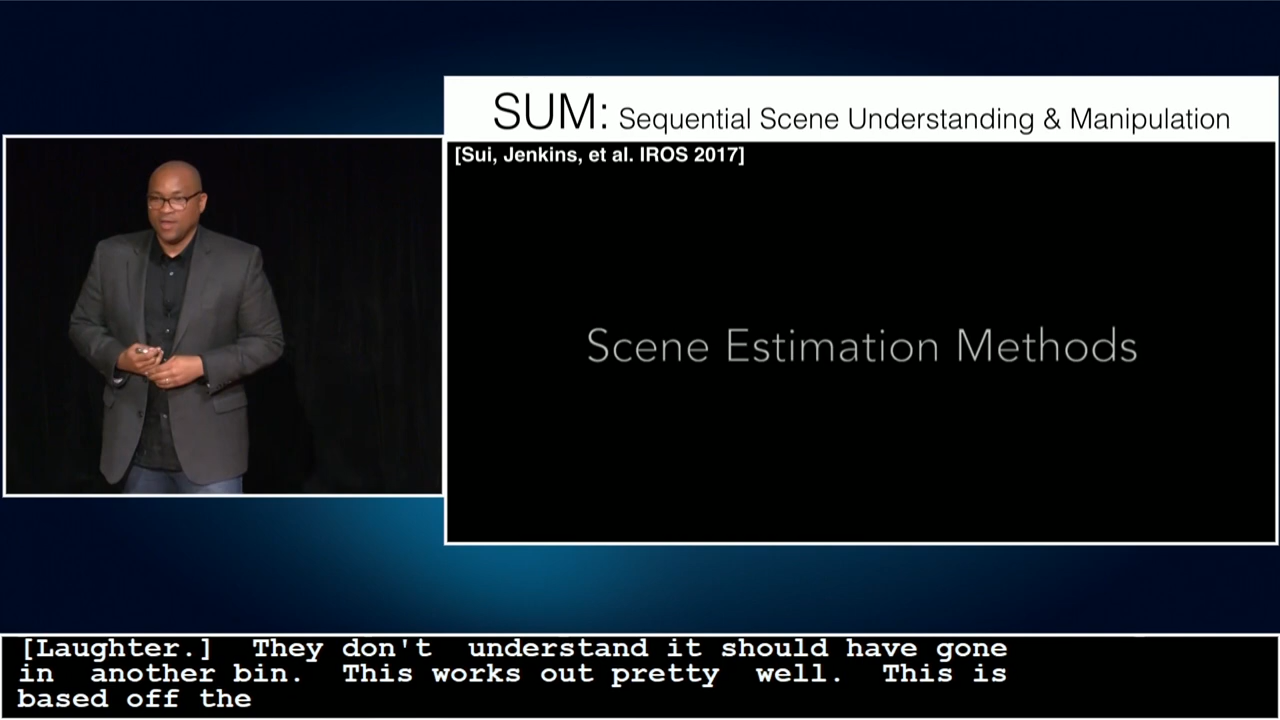 SUM: Sequential Scene Understanding & Manipulation
[Sui, Jenkins, et al. IROS 2017]
Scene Estimation Methods
[Laughter.]  They don't  understand it should have gone
in  another bin.  This works out pretty  well.  This is
based off the